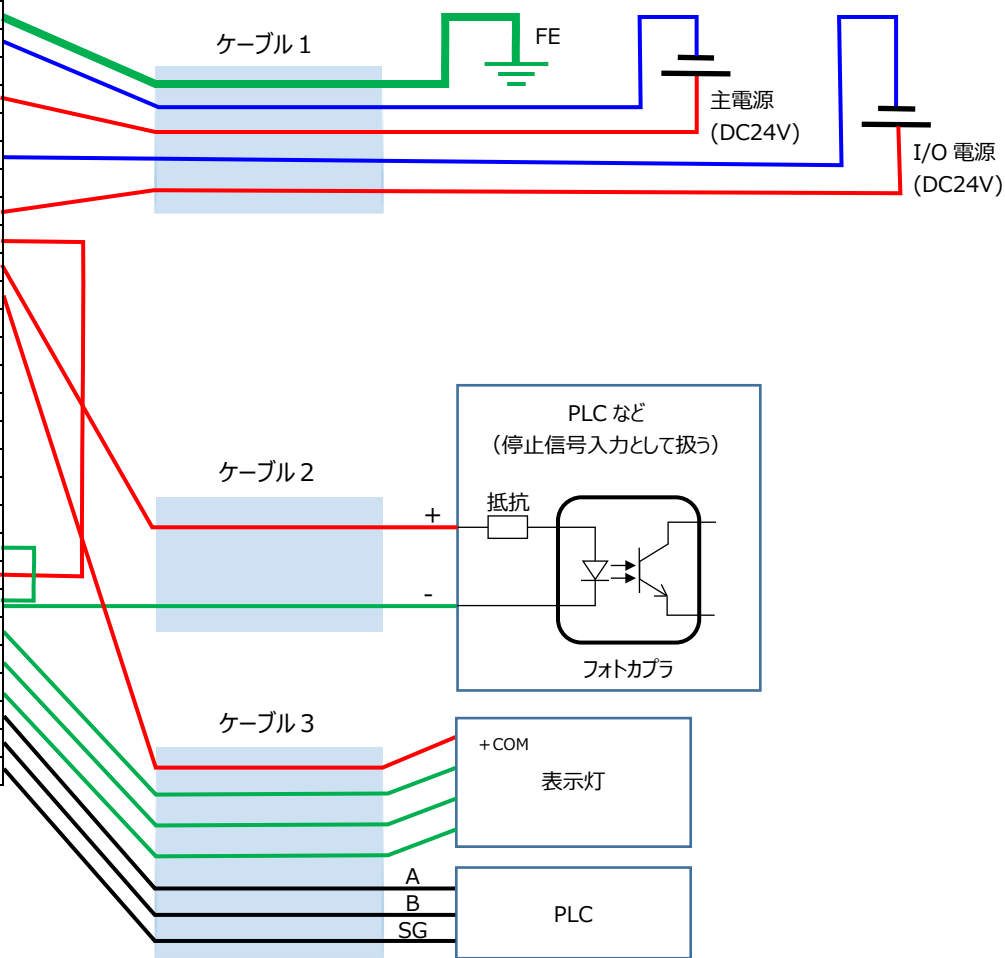 ケーブル１
FE
主電源
(DC24V)
I/O 電源
(DC24V)
PLC など
（停止信号入力として扱う）
ケーブル２
+
抵抗
-
フォトカプラ
ケーブル３
＋COM
表示灯
A
B
SG
PLC